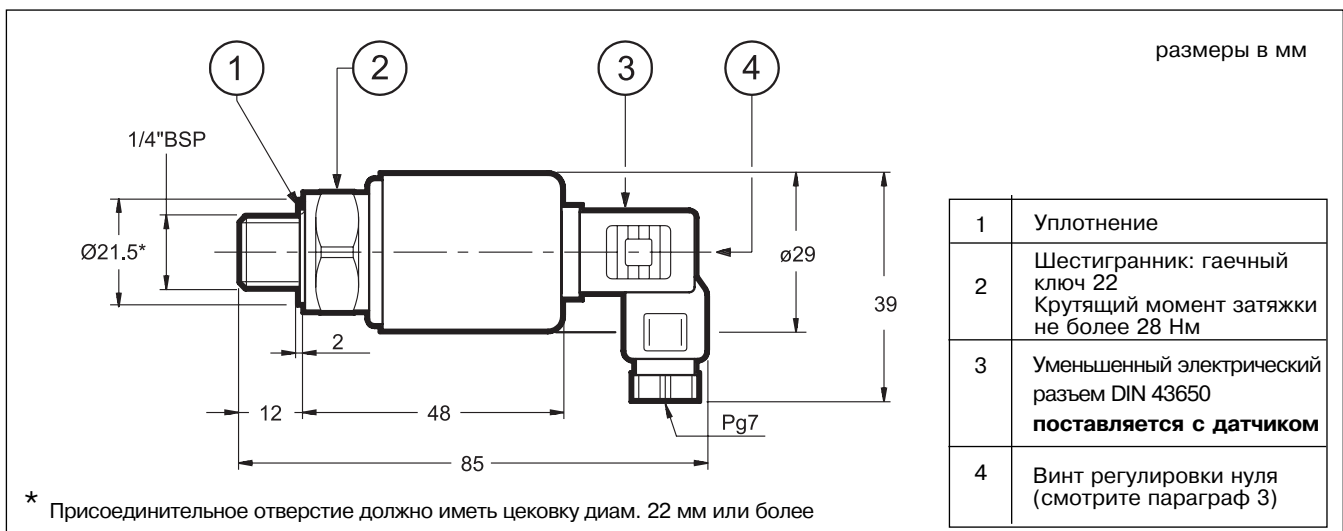 размеры в мм
1
2
3
4
1/4"BSP
Ø21.5*
ø29
39
2
12
48
Pg7
85
* Присоединительное отверстие должно иметь цековку диам. 22 мм или более
1 Уплотнение
2 Шестигранник: гаечный
ключ 22
Крутящий момент затяжки
не более 28 Нм
3 Уменьшенный электрический
разъем DIN 43650
поставляется с датчиком
4 Винт регулировки нуля
(смотрите параграф 3)